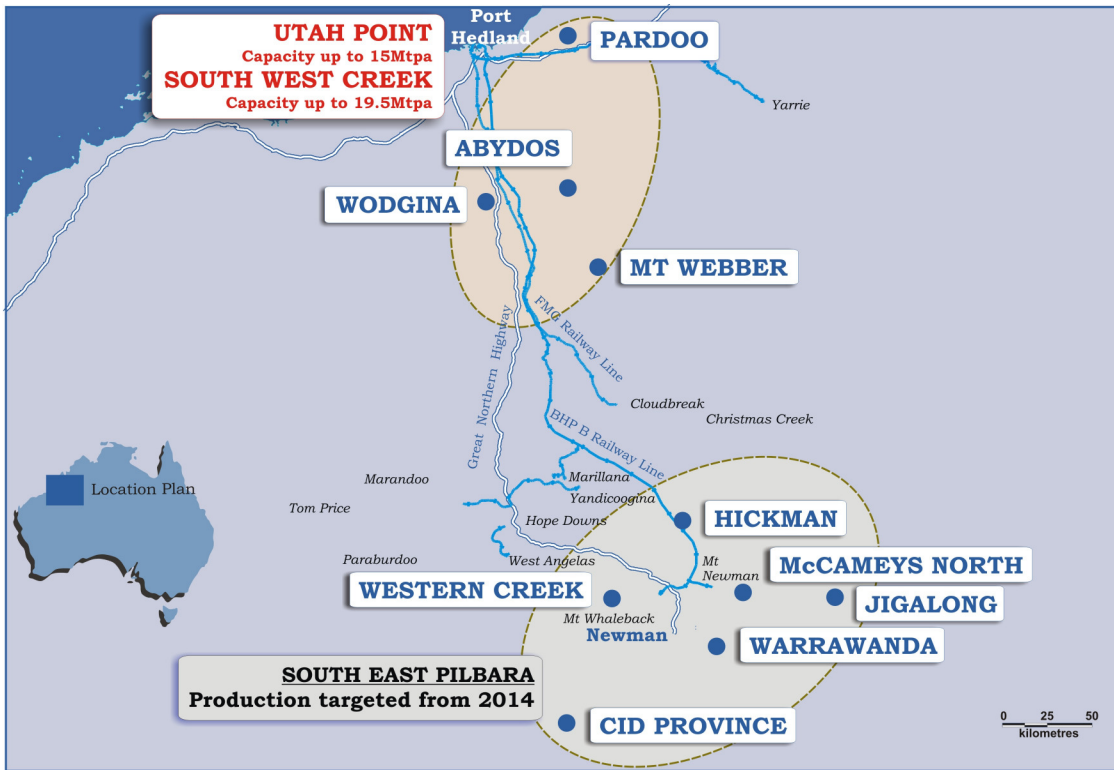 UTAH POINT
Capacity up to 15Mtpa
SOUTH WEST CREEK
Capacity up to 19.5Mtpa
Port
Hedland
PARDOO
Yarrie
ABYDOS
WODGINA
MT WEBBER
Great Northern Highway
FMG Railway Line
Cloudbreak
Christmas Creek
BHP B Railway Line
Location Plan
Marandoo
Tom Price
Paraburdoo
Marillana
Yandicoogina
Hope Downs
West Angelas
HICKMAN
Mt
Newman
McCAMEYS NORTH
WESTERN CREEK
JIGALONG
Mt Whaleback
Newman
WARRAWANDA
SOUTH EAST PILBARA
Production targeted from 2014
CID PROVINCE
0 25 50
kilometres